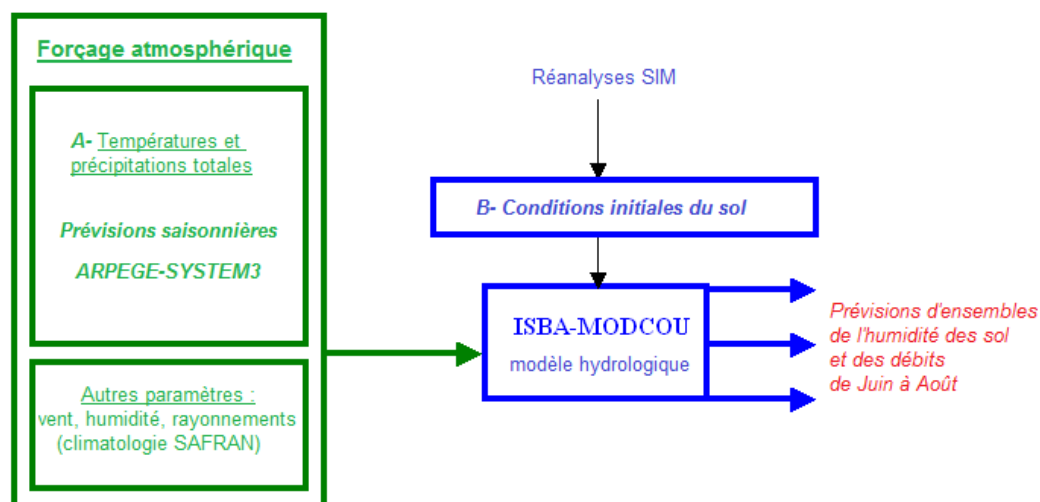 Forçage atmosphérique
A- Températures et
précipitations totales
Prévisions saisonnières
ARPEGE-SYSTEM3
Autres paramètres :
vent, humidité, rayonnements
(climatologie SAFRAN)
Réanalyses SIM
B- Conditions initiales du sol
ISBA-MODCOU
modèle hydrologique
Prévisions d'ensembles
de l'humidité des sol
et des débits
de Juin à Août